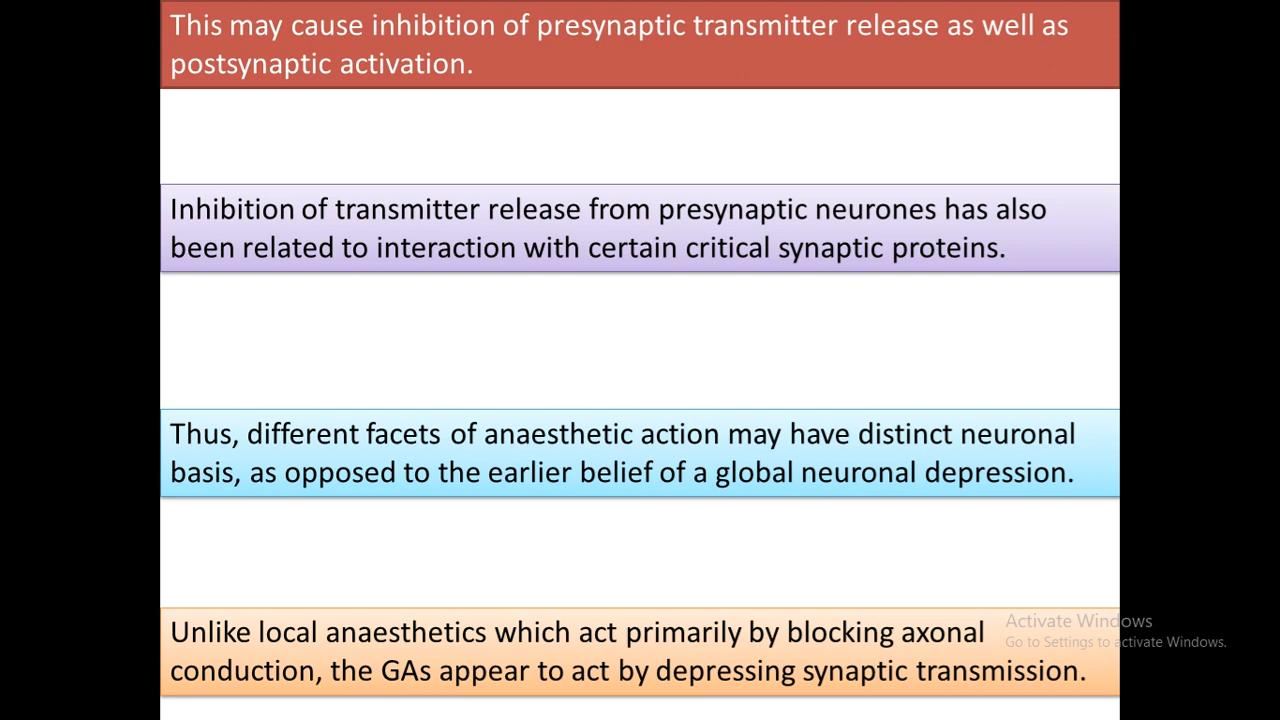 This may cause inhibition of presynaptic transmitter release as well as
postsynaptic activation.
Inhibition of transmitter release from presynaptic neurones has also
been related to interaction with certain critical synaptic proteins.
Thus, different facets of anaesthetic action may have distinct neuronal
basis, as opposed to the earlier belief of a global neuronal depression.
Unlike local anaesthetics which act primarily by blocking axonal
conduction, the GAs appear to act by depressing synaptic transmission.
Activate Windows
Go to Settings to activate Windows.